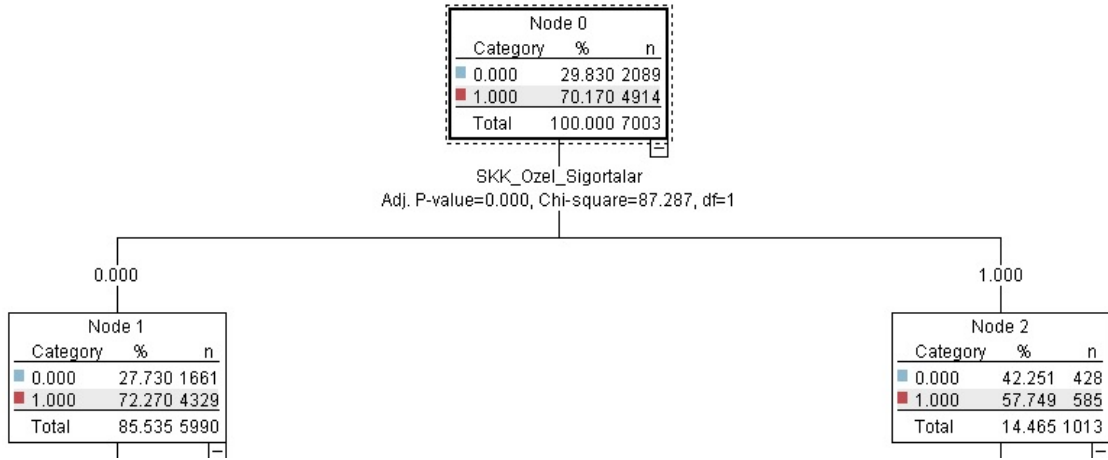 Node 0
Category % n
0.000 29.830 2089
1.000 70.170 4914
Total 100.000 7003
SKK_Ozel_Sigortalar
Adj. P-value=0.000, Chi-square=87.287, df=1
0.000
1.000
Node 1
Category % n
0.000 27.730 1661
1.000 72.270 4329
Total 85.535 5990
Node 2
Category % n
0.000 42.251 428
1.000 57.749 585
Total 14.465 1013